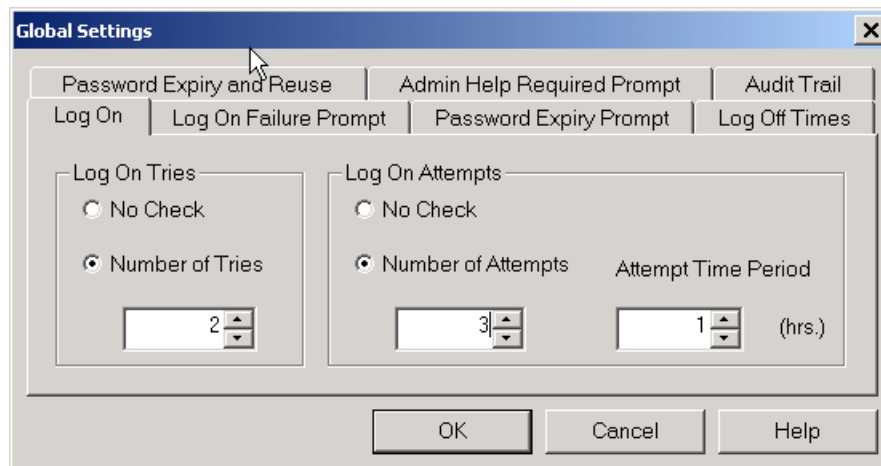 Global Settings
Password Expiry and Reuse
Admin Help Required Prompt
Audit Trail
Log On
Log On Failure Prompt
Password Expiry Prompt
Log Off Times
Log On Tries
No Check
Number of Tries
2
Log On Attempts
No Check
Number of Attempts
Attempt Time Period
3
1
(hrs.)
OK
Cancel
Help